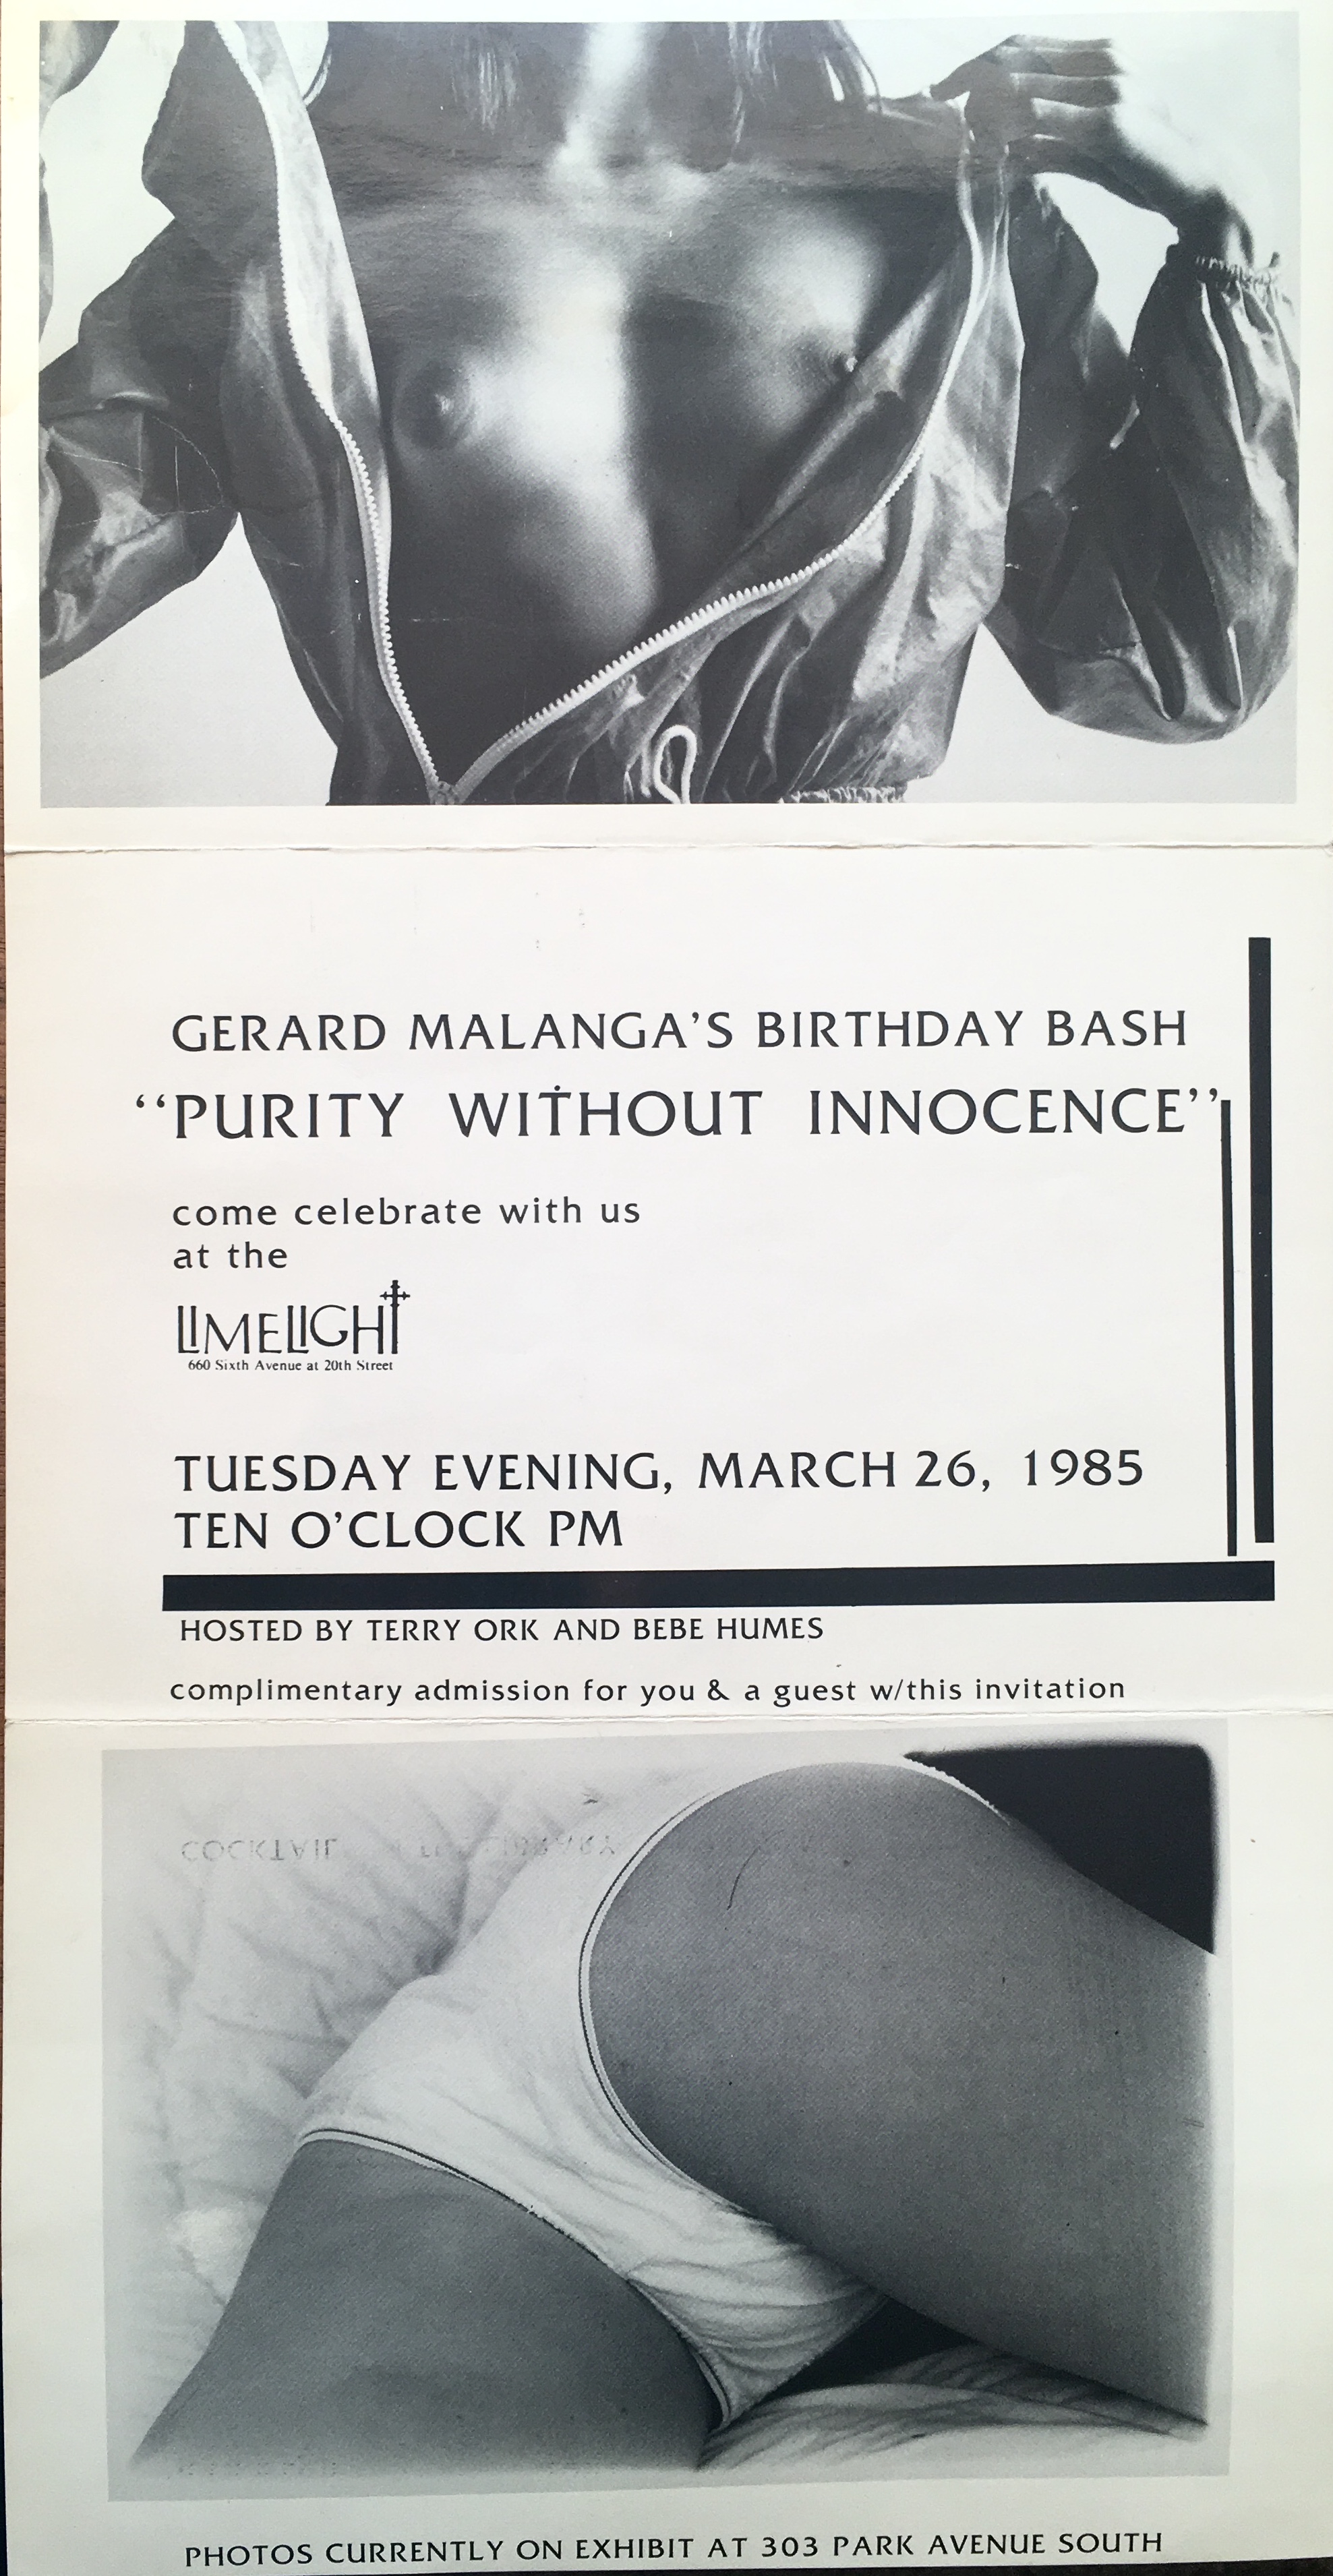 GERARD MALANGA'S BIRTHDAY BASH
"PURITY WITHOUT INNOCENCE"
come celebrate with us
at the
LIMELIGHT
660 Sixth Avenue at 20th Street
TUESDAY EVENING, MARCH 26, 1985
TEN O'CLOCK PM
HOSTED BY TERRY ORK AND BEBE HUMES
complimentary admission for you & a guest w/this invitation
COCKTAIL LIBRARY
PHOTOS CURRENTLY ON EXHIBIT AT 303 PARK AVENUE SOUTH